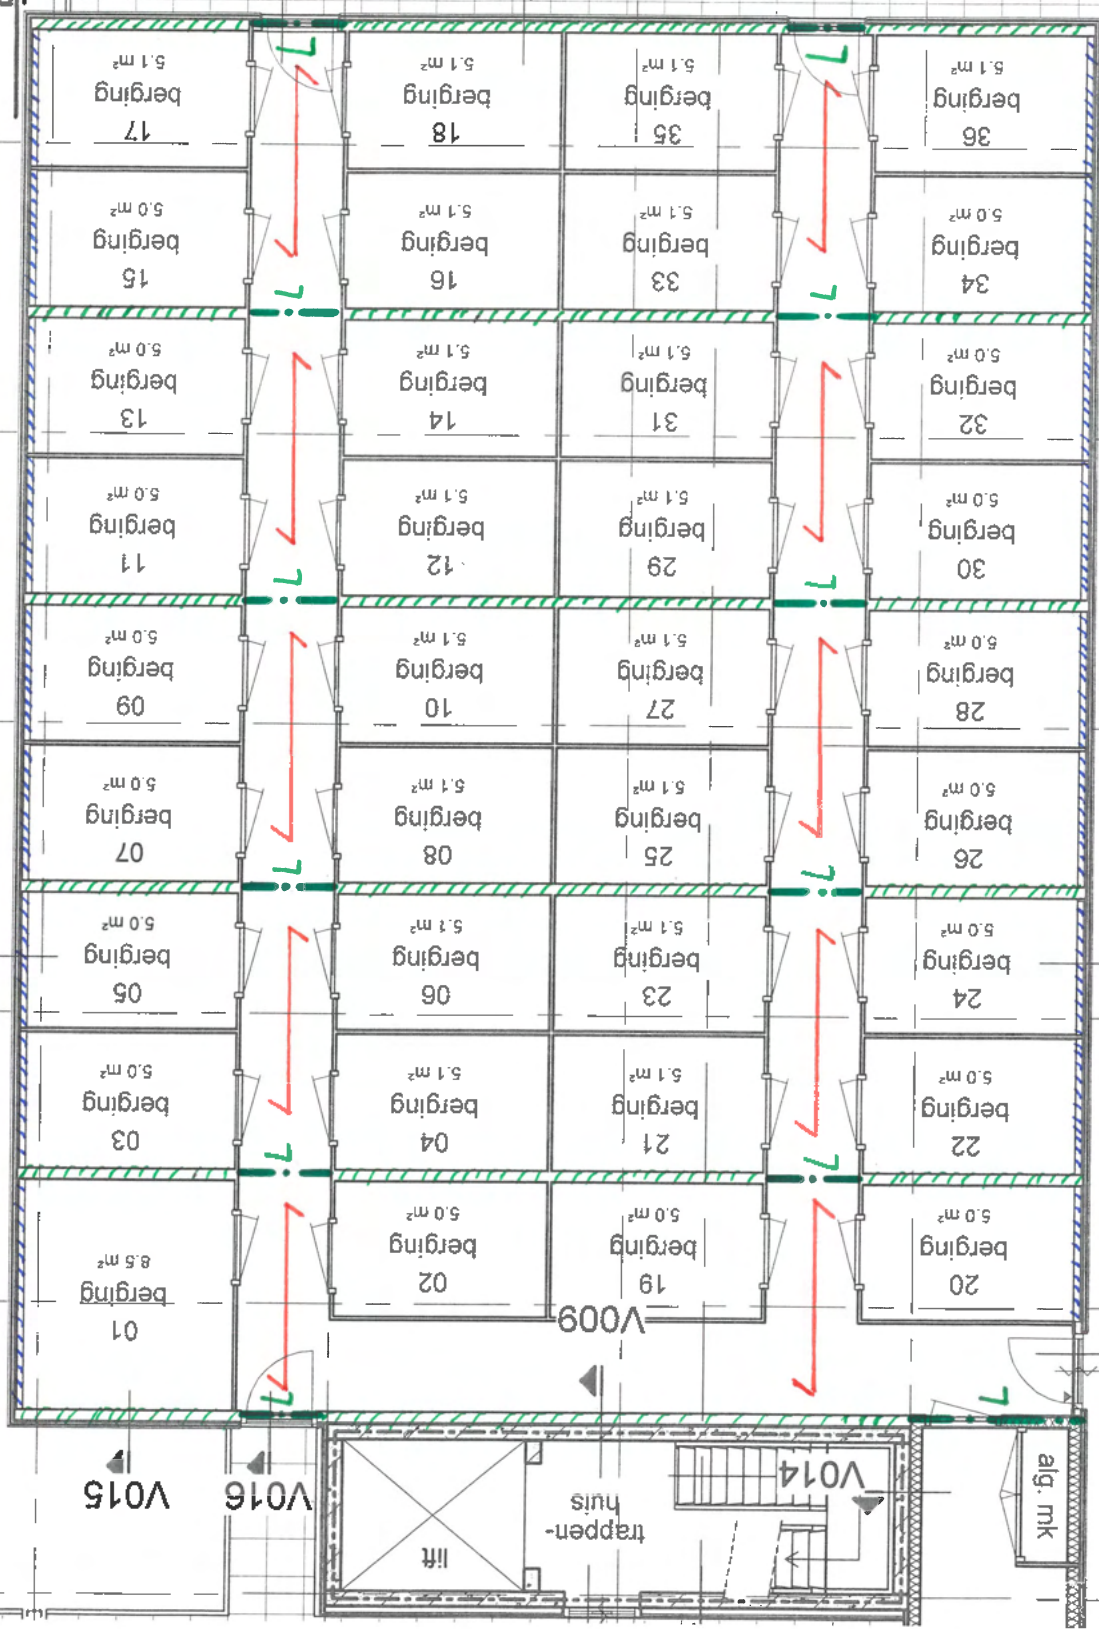 alg. mk
trappen-
huis
lift
V014
V016
V015
V009
20
berging
5.0 m²
19
berging
5.0 m²
02
berging
5.0 m²
01
berging
8.5 m²
22
berging
5.0 m²
21
berging
5.1 m²
04
berging
5.1 m²
03
berging
5.0 m²
24
berging
5.0 m²
23
berging
5.1 m²
06
berging
5.1 m²
05
berging
5.0 m²
26
berging
5.0 m²
25
berging
5.1 m²
08
berging
5.1 m²
07
berging
5.0 m²
28
berging
5.0 m²
27
berging
5.1 m²
10
berging
5.1 m²
09
berging
5.0 m²
30
berging
5.0 m²
29
berging
5.1 m²
12
berging
5.1 m²
11
berging
5.0 m²
32
berging
5.0 m²
31
berging
5.1 m²
14
berging
5.1 m²
13
berging
5.0 m²
34
berging
5.0 m²
33
berging
5.1 m²
16
berging
5.1 m²
15
berging
5.0 m²
36
berging
5.1 m²
35
berging
5.1 m²
18
berging
5.1 m²
17
berging
5.1 m²